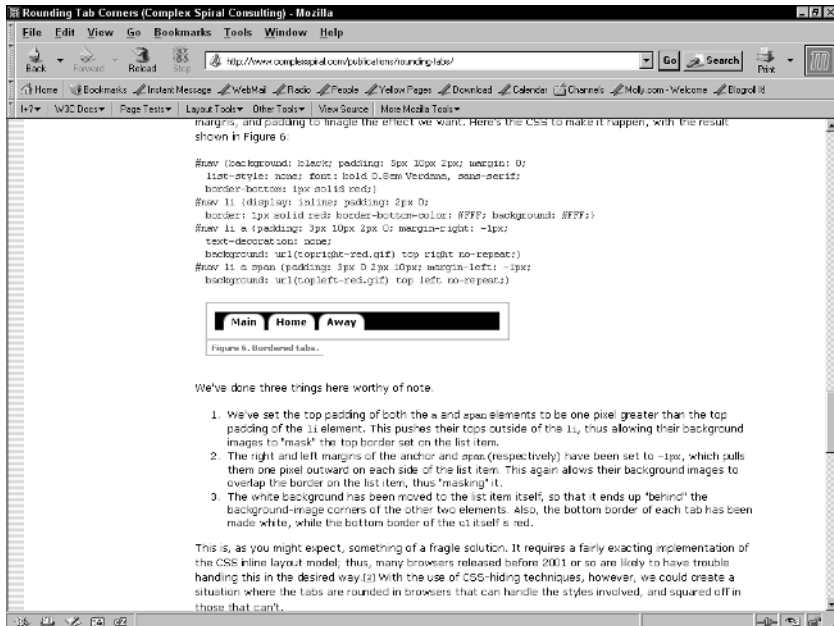 Rounding Tab Corners (Complex Spiral Consulting) - Mozilla
File Edit View Go Bookmarks Tools Window Help
Back Forward Reload Stop http://www.complexspiral.com/publications/rounding-tabs/ Go Search Print
Home Bookmarks Instant Message WebMail Radio People Yellow Pages Download Calendar Channels Molly.com - Welcome Blogroll It!
I+? W3C Docs Page Tests Layout Tools Other Tools View Source More Mozilla Tools
margins, and padding to finagle the effect we want. Here's the CSS to make it happen, with the result
shown in Figure 6:
#nav {background: black; padding: 5px 10px 2px; margin: 0;
list-style: none; font: bold 0.8em Verdana, sans-serif;
border-bottom: 1px solid red;}
#nav li {display: inline; padding: 2px 0;
border: 1px solid red; border-bottom-color: #FFF; background: #FFF;}
#nav li a {padding: 3px 10px 2px 0; margin-right: -1px;
text-decoration: none;
background: url(topright-red.gif) top right no-repeat;}
#nav li a span {padding: 3px 0 2px 10px; margin-left: -1px;
background: url(topleft-red.gif) top left no-repeat;}
Main Home Away
Figure 6. Bordered tabs.
We've done three things here worthy of note.
1. We've set the top padding of both the a and span elements to be one pixel greater than the top
padding of the li element. This pushes their tops outside of the li, thus allowing their background
images to "mask" the top border set on the list item.
2. The right and left margins of the anchor and span (respectively) have been set to -1px, which pulls
them one pixel outward on each side of the list item. This again allows their background images to
overlap the border on the list item, thus "masking" it.
3. The white background has been moved to the list item itself, so that it ends up "behind" the
background-image corners of the other two elements. Also, the bottom border of each tab has been
made white, while the bottom border of the ul itself is red.
This is, as you might expect, something of a fragile solution. It requires a fairly exacting implementation of
the CSS inline layout model; thus, many browsers released before 2001 or so are likely to have trouble
handling this in the desired way.[2] With the use of CSS-hiding techniques, however, we could create a
situation where the tabs are rounded in browsers that can handle the styles involved, and squared off in
those that can't.